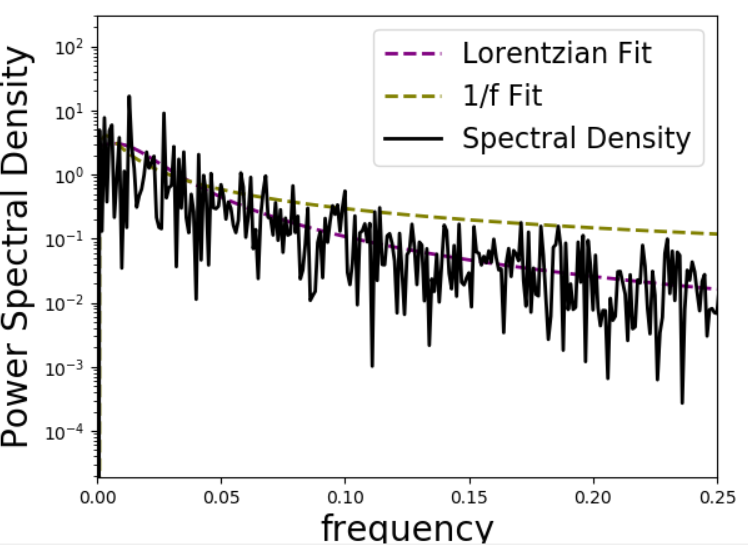 Power Spectral Density
10²
10¹
10⁰
10⁻¹
10⁻²
10⁻³
10⁻⁴
Lorentzian Fit
1/f Fit
Spectral Density
0.00 0.05 0.10 0.15 0.20 0.25
frequency